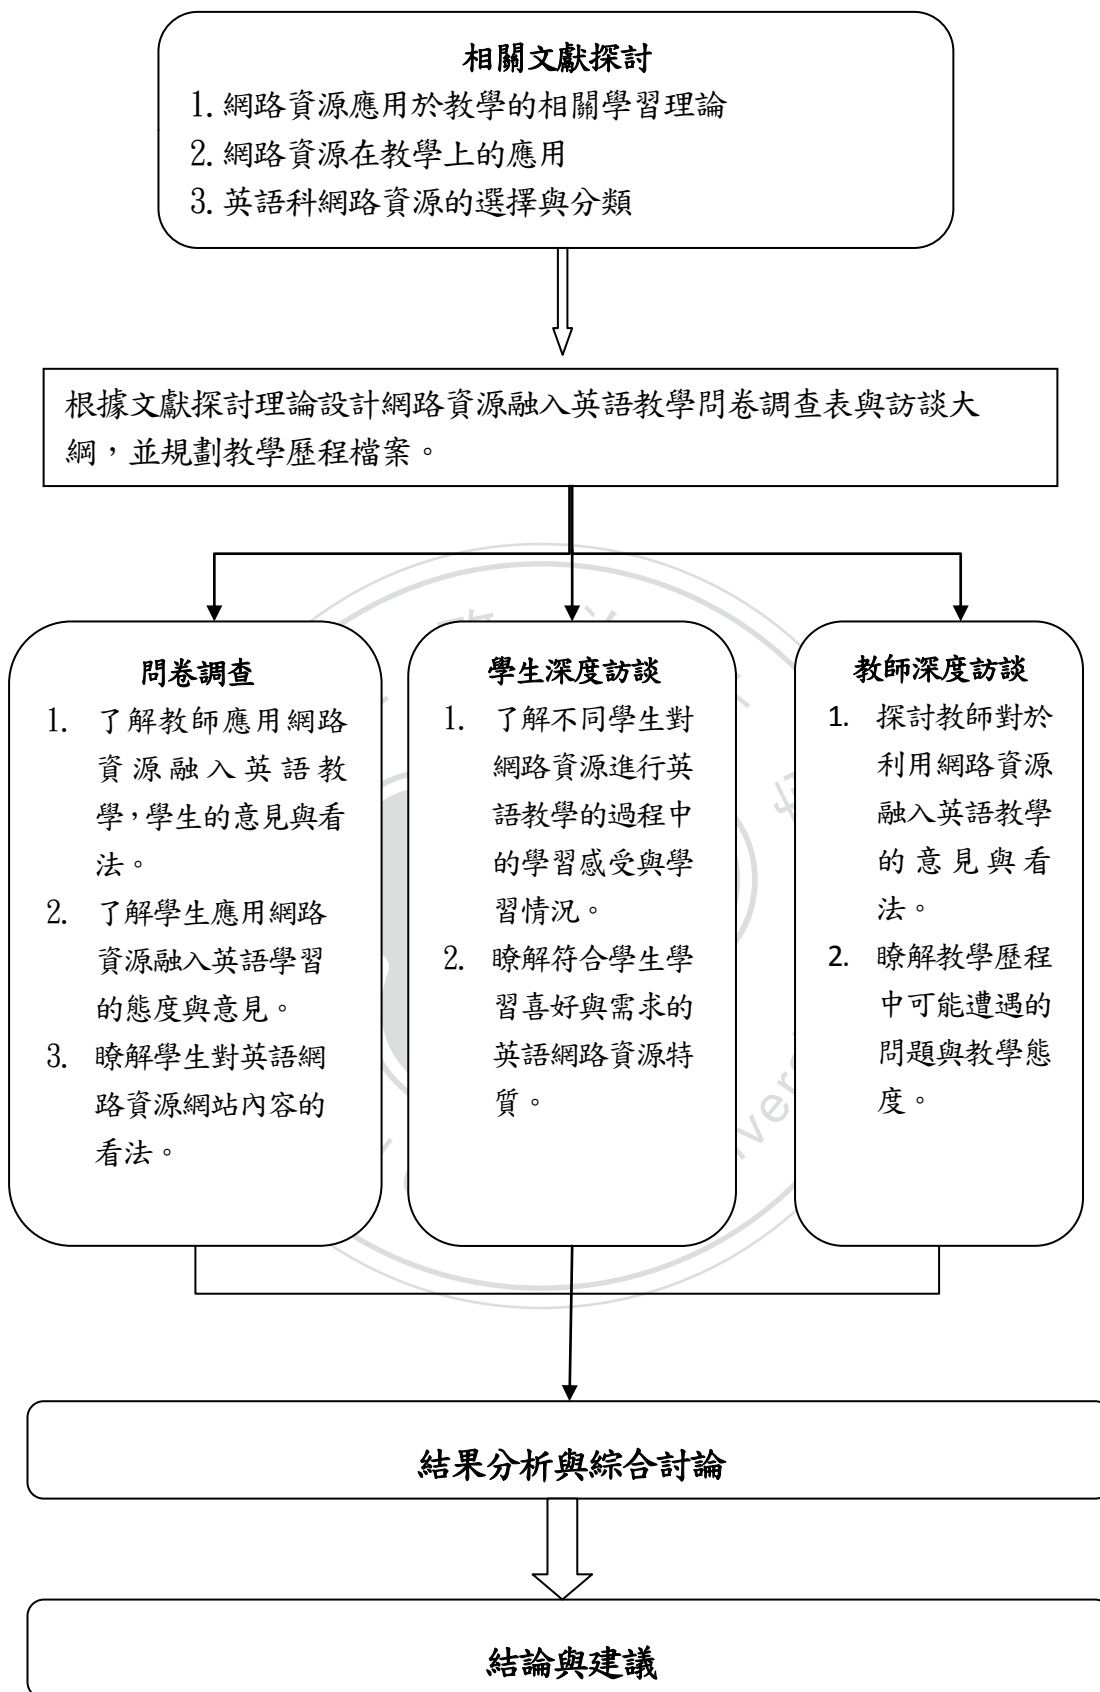 相關文獻探討
1. 網路資源應用於教學的相關學習理論
2. 網路資源在教學上的應用
3. 英語科網路資源的選擇與分類
根據文獻探討理論設計網路資源融入英語教學問卷調查表與訪談大
綱，並規劃教學歷程檔案。
問卷調查
1. 了解教師應用網路
資源融入英語教
學，學生的意見與看
法。
2. 了解學生應用網路
資源融入英語學習
的態度與意見。
3. 瞭解學生對英語網
路資源網站內容的
看法。
學生深度訪談
1. 了解不同學生對
網路資源進行英
語教學的過程中
的學習感受與學
習情況。
2. 瞭解符合學生學
習喜好與需求的
英語網路資源特
質。
教師深度訪談
1. 探討教師對於
利用網路資源
融入英語教學
的意見與看
法。
2. 瞭解教學歷程
中可能遭遇的
問題與教學態
度。
結果分析與綜合討論
結論與建議